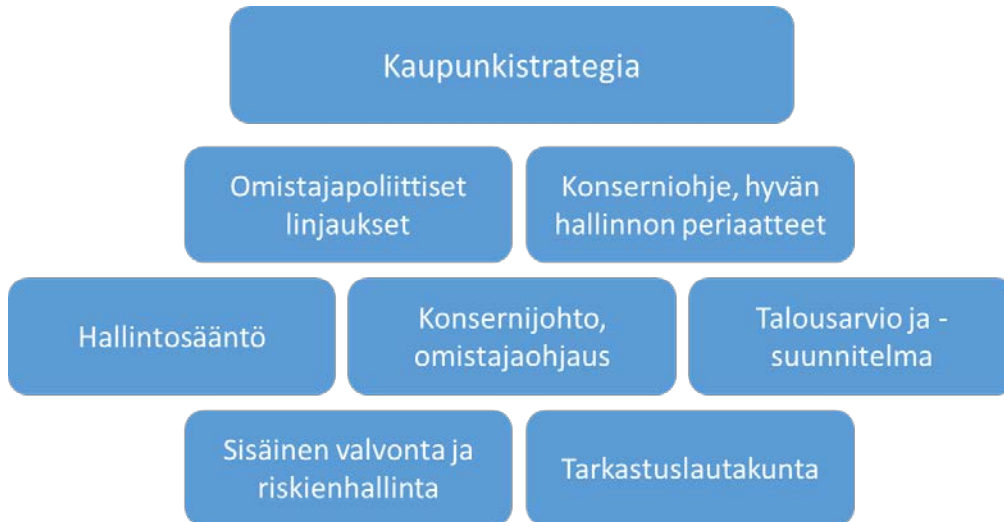 Kaupunkistrategia
Omistajapoliittiset
linjaukset
Konserniohje, hyvän
hallinnon periaatteet
Hallintosääntö
Konsernijohto,
omistajaohjaus
Talousarvio ja -
suunnitelma
Sisäinen valvonta ja
riskienhallinta
Tarkastuslautakunta